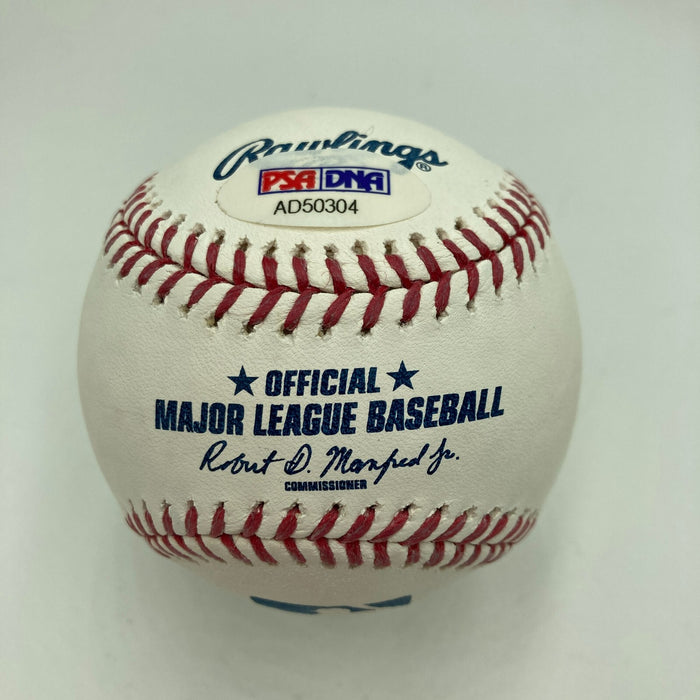 Rawlings®
PSA DNA
AD50304
★ OFFICIAL ★
MAJOR LEAGUE BASEBALL
Robert D. Manfred Jr.
COMMISSIONER